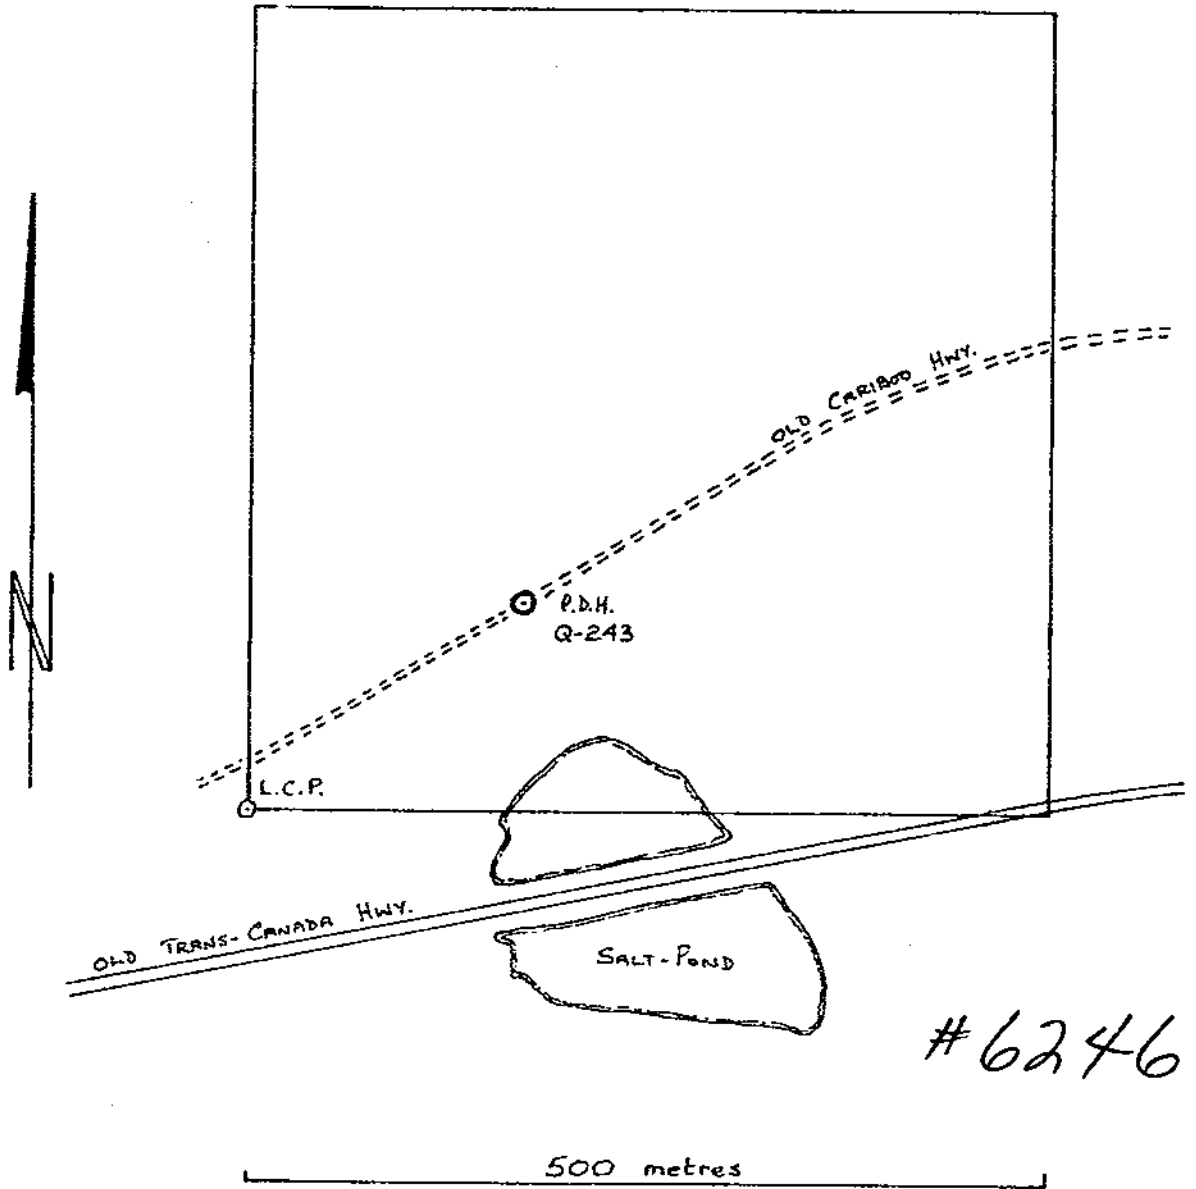 OLD CARIBOO HWY.
N
P.D.H.
Q-243
L.C.P.
OLD TRANS-CANADA HWY.
SALT-POND
#6246
500 metres